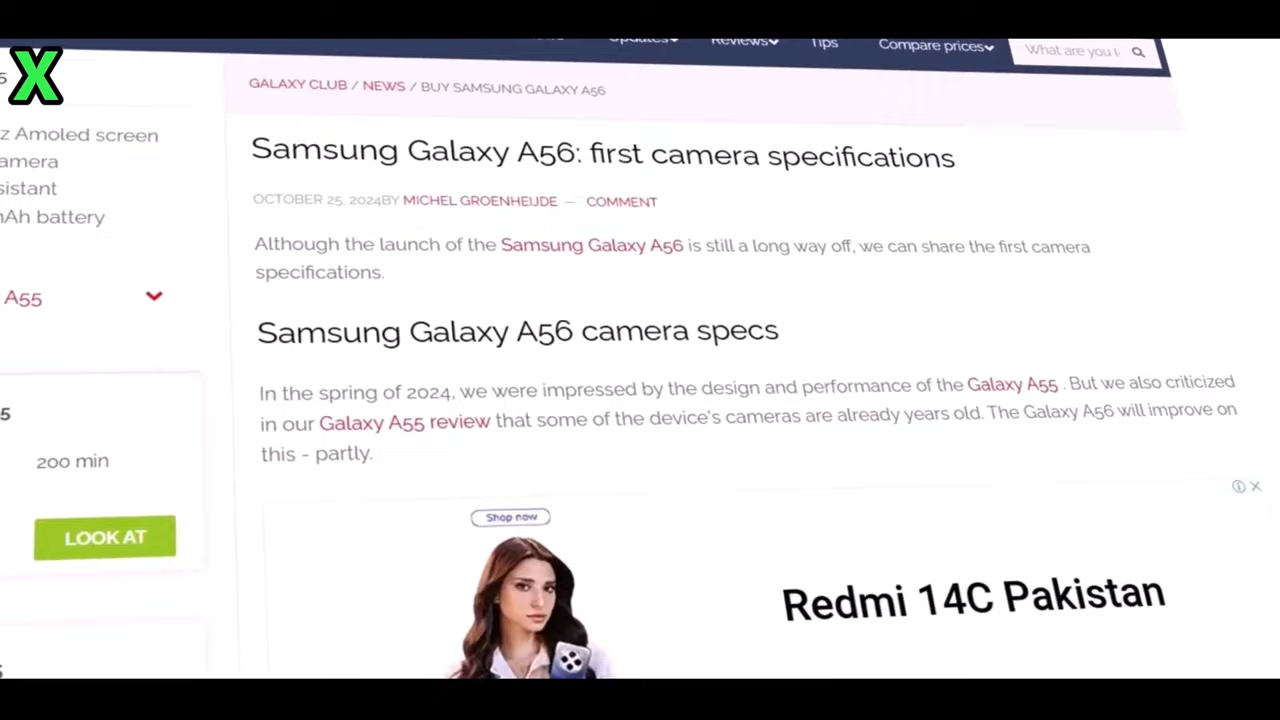 Reviews
Tips
Compare prices
What are you l
X
GALAXY CLUB / NEWS / BUY SAMSUNG GALAXY A56
z Amoled screen
amera
sistant
nAh battery
A55
5
200 min
LOOK AT
Samsung Galaxy A56: first camera specifications
OCTOBER 25, 2024BY MICHEL GROENHEIJDE — COMMENT
Although the launch of the Samsung Galaxy A56 is still a long way off, we can share the first camera
specifications.
Samsung Galaxy A56 camera specs
In the spring of 2024, we were impressed by the design and performance of the Galaxy A55 . But we also criticized
in our Galaxy A55 review that some of the device's cameras are already years old. The Galaxy A56 will improve on
this - partly.
Shop now
Redmi 14C Pakistan